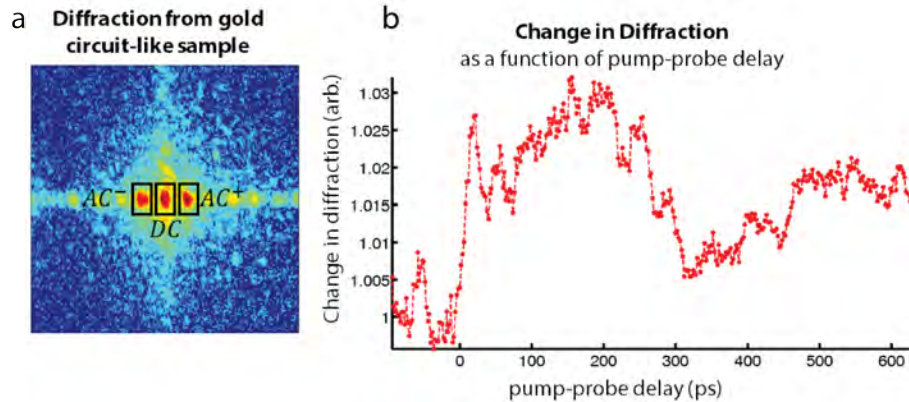 a
Diffraction from gold
circuit-like sample
AC⁻
AC⁺
DC
b
Change in Diffraction
as a function of pump-probe delay
Change in diffraction (arb.)
1.03
1.025
1.02
1.015
1.01
1.005
1
0 100 200 300 400 500 600
pump-probe delay (ps)